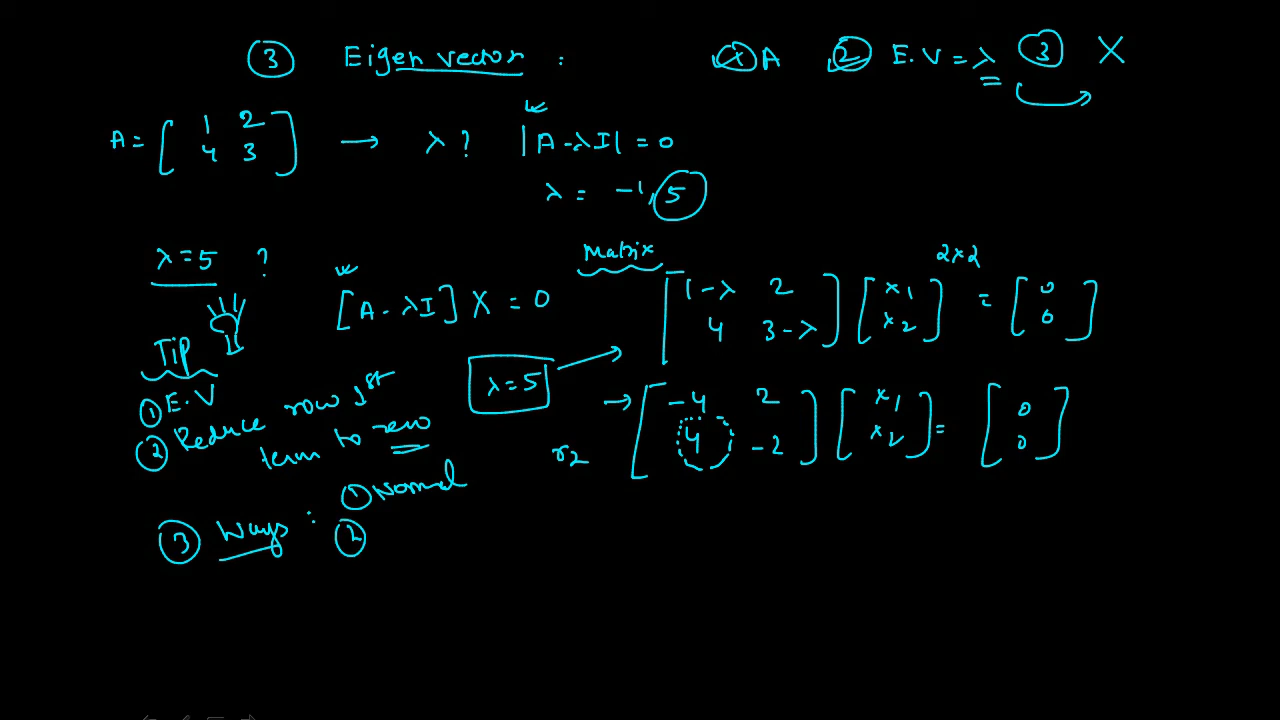 ③ Eigen vector : ① A ② E.V = λ ③ X
A = [ 1 2 → λ ? |A - λI| = 0
4 3 ]
λ = -1, 5
λ = 5 ?
[A - λI] X = 0
Matrix 2x2
[ 1-λ 2 ] [ x1 ] = [ 0 ]
[ 4 3-λ ] [ x2 ] [ 0 ]
Tip
① E.V
② Reduce row 1st
term to zero
③ Ways : ① Normal
②
λ = 5
→ [ -4 2 ] [ x1 ] = [ 0 ]
r2 [ 4 -2 ] [ x2 ] [ 0 ]